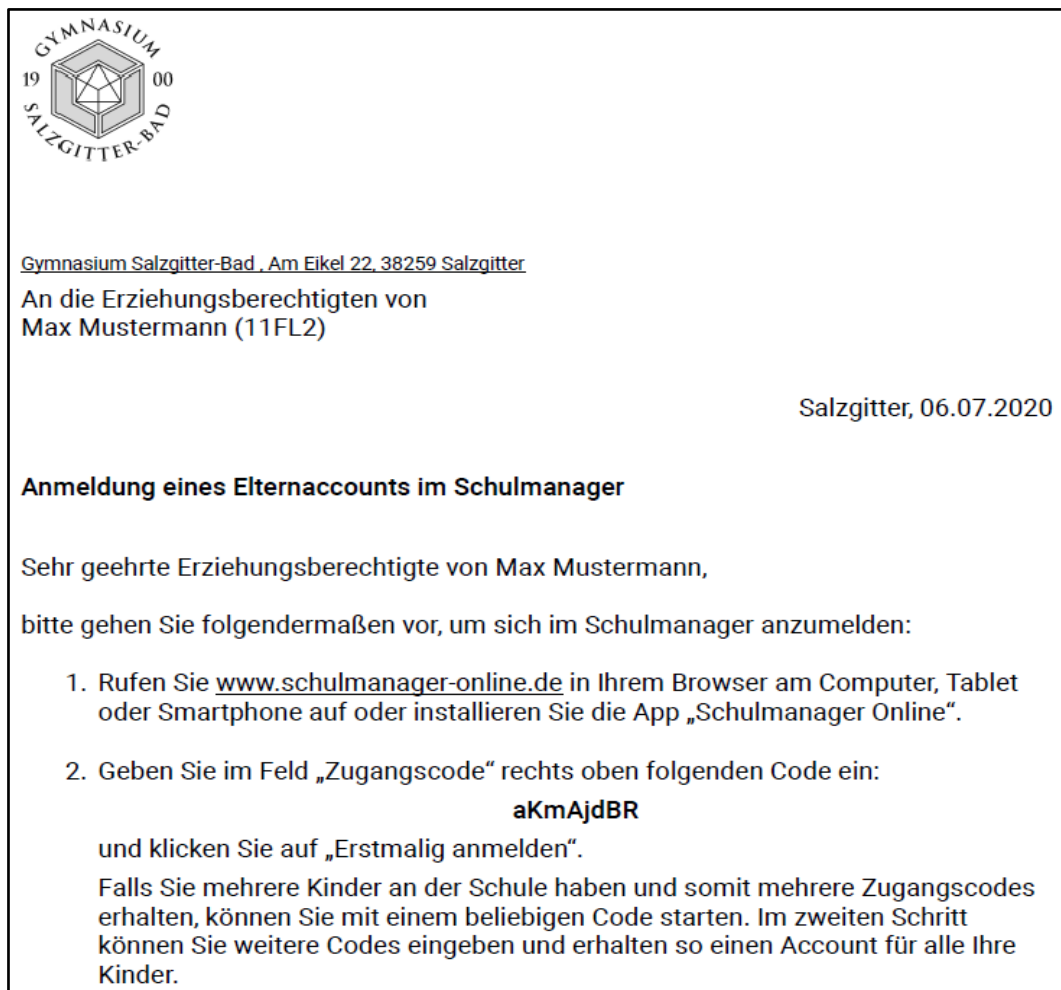 GYMNASIUM
19 00
SALZGITTER-BAD
Gymnasium Salzgitter-Bad , Am Eikel 22, 38259 Salzgitter
An die Erziehungsberechtigten von
Max Mustermann (11FL2)
Salzgitter, 06.07.2020
Anmeldung eines Elternaccounts im Schulmanager
Sehr geehrte Erziehungsberechtigte von Max Mustermann,
bitte gehen Sie folgendermaßen vor, um sich im Schulmanager anzumelden:
1. Rufen Sie www.schulmanager-online.de in Ihrem Browser am Computer, Tablet
oder Smartphone auf oder installieren Sie die App „Schulmanager Online“.
2. Geben Sie im Feld „Zugangscode“ rechts oben folgenden Code ein:
aKmAjdBR
und klicken Sie auf „Erstmalig anmelden“.
Falls Sie mehrere Kinder an der Schule haben und somit mehrere Zugangscodes
erhalten, können Sie mit einem beliebigen Code starten. Im zweiten Schritt
können Sie weitere Codes eingeben und erhalten so einen Account für alle Ihre
Kinder.